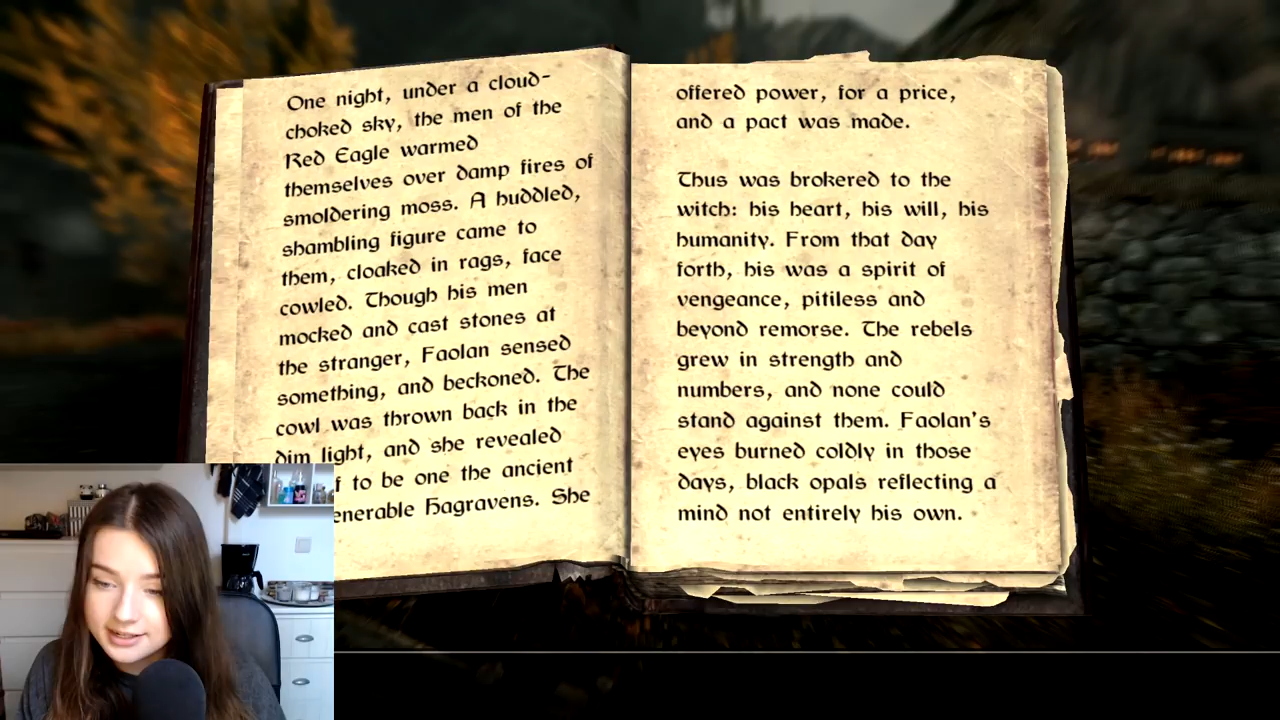 One night, under a cloud-
choked sky, the men of the
Red Eagle warmed
themselves over damp fires of
smoldering moss. A huddled,
shambling figure came to
them, cloaked in rags, face
cowled. Though his men
mocked and cast stones at
the stranger, Faolan sensed
something, and beckoned. The
cowl was thrown back in the
dim light, and she revealed
to be one the ancient
Hagravens. She
offered power, for a price,
and a pact was made.
Thus was brokered to the
witch: his heart, his will, his
humanity. From that day
forth, his was a spirit of
vengeance, pitiless and
beyond remorse. The rebels
grew in strength and
numbers, and none could
stand against them. Faolan's
eyes burned coldly in those
days, black opals reflecting a
mind not entirely his own.